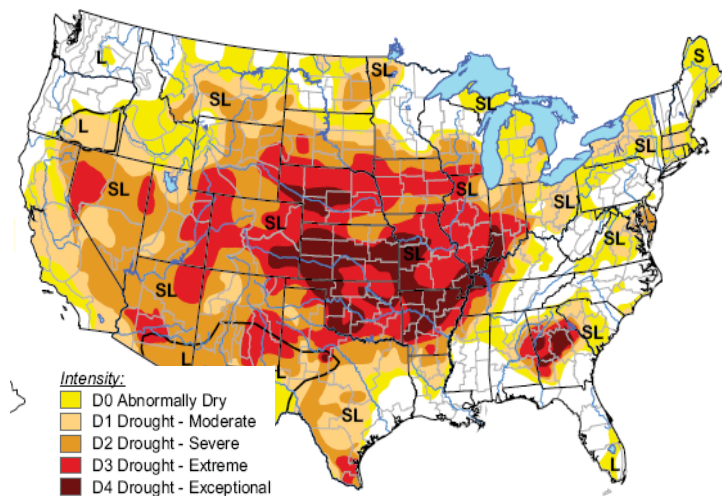 L
S
SL
SL
SL
L
SL
SL
SL
SL
SL
SL
SL
SL
SL
L
SL
L
Intensity:
D0 Abnormally Dry
D1 Drought - Moderate
D2 Drought - Severe
D3 Drought - Extreme
D4 Drought - Exceptional